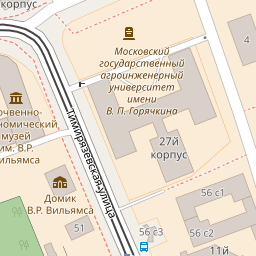 корпус
Московский
государственный
агроинженерный
университет
имени
В. П. Горячкина
4
Тимирязевская улица
музей
им. В.Р.
Вильямса
27й
корпус
Домик
В.Р. Вильямса
51
56 с1
56 с2
56 с3
11й